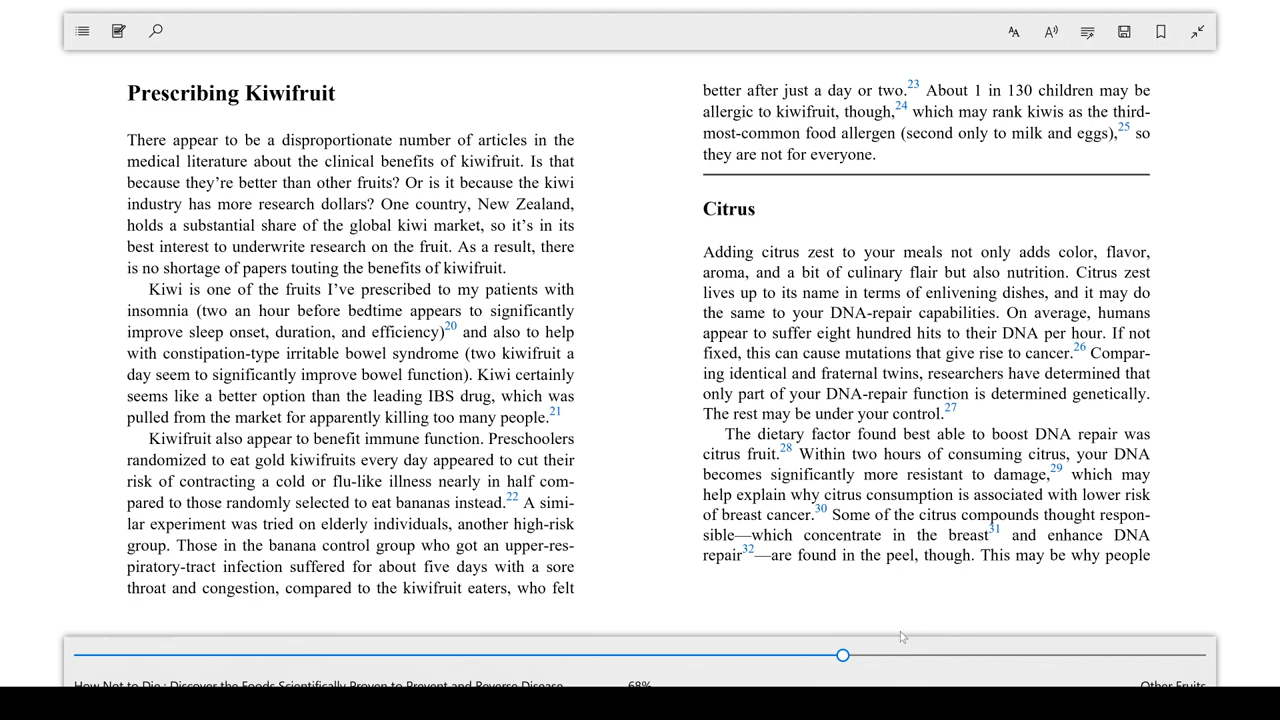 Prescribing Kiwifruit
There appear to be a disproportionate number of articles in the
medical literature about the clinical benefits of kiwifruit. Is that
because they’re better than other fruits? Or is it because the kiwi
industry has more research dollars? One country, New Zealand,
holds a substantial share of the global kiwi market, so it’s in its
best interest to underwrite research on the fruit. As a result, there
is no shortage of papers touting the benefits of kiwifruit.
Kiwi is one of the fruits I’ve prescribed to my patients with
insomnia (two an hour before bedtime appears to significantly
improve sleep onset, duration, and efficiency)20 and also to help
with constipation-type irritable bowel syndrome (two kiwifruit a
day seem to significantly improve bowel function). Kiwi certainly
seems like a better option than the leading IBS drug, which was
pulled from the market for apparently killing too many people.21
Kiwifruit also appear to benefit immune function. Preschoolers
randomized to eat gold kiwifruits every day appeared to cut their
risk of contracting a cold or flu-like illness nearly in half com-
pared to those randomly selected to eat bananas instead.22 A simi-
lar experiment was tried on elderly individuals, another high-risk
group. Those in the banana control group who got an upper-res-
piratory-tract infection suffered for about five days with a sore
throat and congestion, compared to the kiwifruit eaters, who felt
better after just a day or two.23 About 1 in 130 children may be
allergic to kiwifruit, though,24 which may rank kiwis as the third-
most-common food allergen (second only to milk and eggs),25 so
they are not for everyone.
Citrus
Adding citrus zest to your meals not only adds color, flavor,
aroma, and a bit of culinary flair but also nutrition. Citrus zest
lives up to its name in terms of enlivening dishes, and it may do
the same to your DNA-repair capabilities. On average, humans
appear to suffer eight hundred hits to their DNA per hour. If not
fixed, this can cause mutations that give rise to cancer.26 Compar-
ing identical and fraternal twins, researchers have determined that
only part of your DNA-repair function is determined genetically.
The rest may be under your control.27
The dietary factor found best able to boost DNA repair was
citrus fruit.28 Within two hours of consuming citrus, your DNA
becomes significantly more resistant to damage,29 which may
help explain why citrus consumption is associated with lower risk
of breast cancer.30 Some of the citrus compounds thought respon-
sible—which concentrate in the breast31 and enhance DNA
repair32—are found in the peel, though. This may be why people
How Not to Die : Discover the Foods Scientifically Proven to Prevent and Reverse Disease
68%
Other Fruits